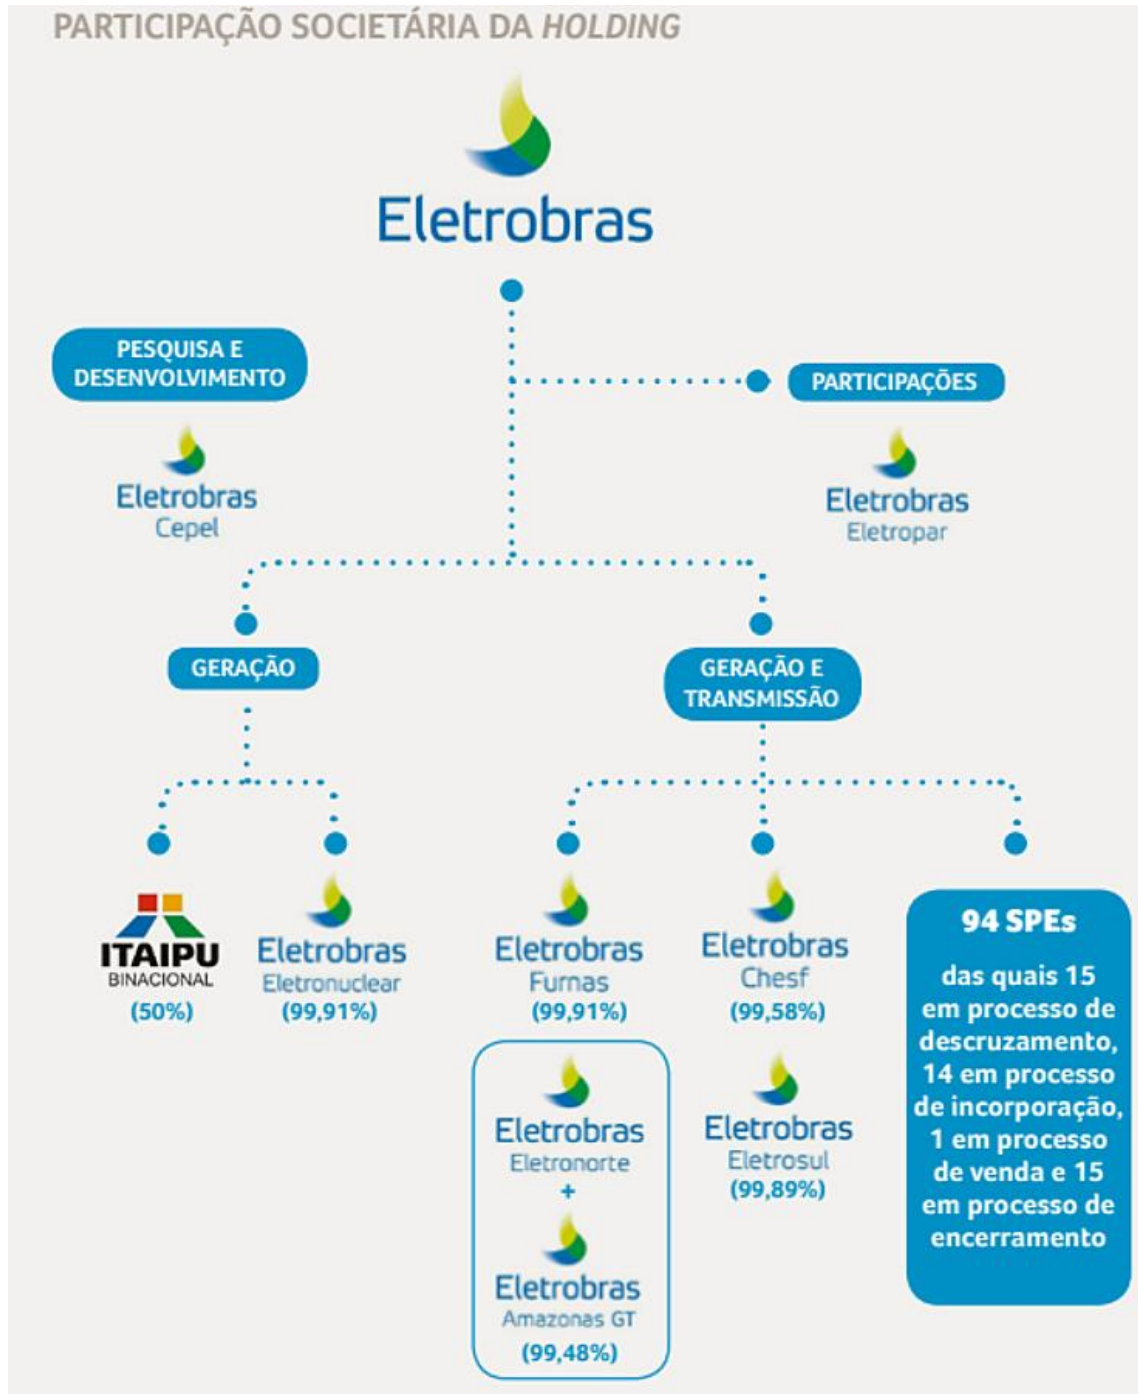 PARTICIPAÇÃO SOCIETÁRIA DA HOLDING
Eletrobras
PESQUISA E
DESENVOLVIMENTO
Eletrobras
Cepel
PARTICIPAÇÕES
Eletrobras
Eletropar
GERAÇÃO
GERAÇÃO E
TRANSMISSÃO
ITAIPU
BINACIONAL
(50%)
Eletrobras
Eletronuclear
(99,91%)
Eletrobras
Furnas
(99,91%)
Eletrobras
Chesf
(99,58%)
Eletrobras
Eletronorte
+
Eletrobras
Amazonas GT
(99,48%)
Eletrobras
Eletrosul
(99,89%)
94 SPEs
das quais 15
em processo de
descruzamento,
14 em processo
de incorporação,
1 em processo
de venda e 15
em processo de
encerramento